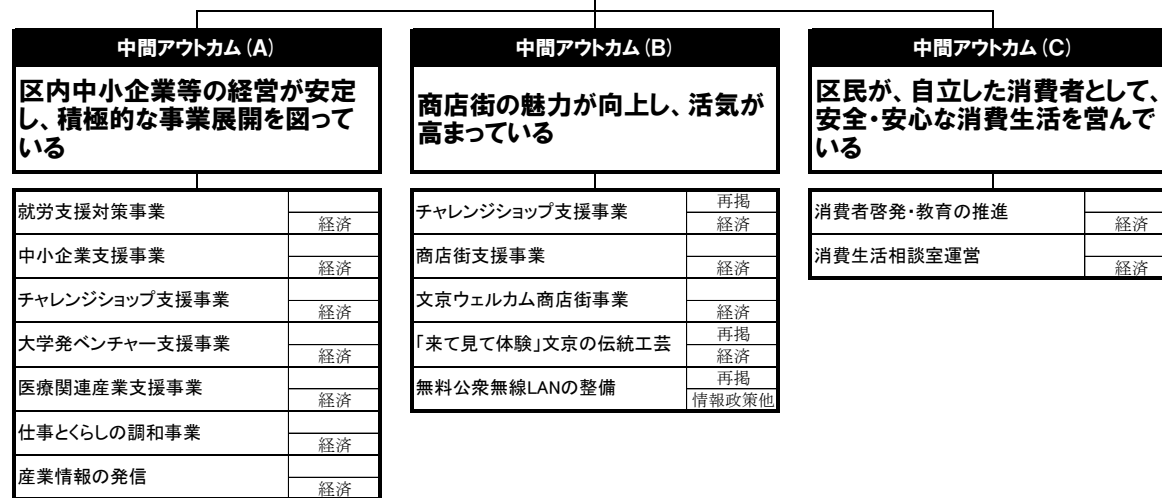 中間アウトカム(A)
区内中小企業等の経営が安定
し、積極的な事業展開を図って
いる
就労支援対策事業
経済
中小企業支援事業
経済
チャレンジショップ支援事業
経済
大学発ベンチャー支援事業
経済
医療関連産業支援事業
経済
仕事とくらしの調和事業
経済
産業情報の発信
経済
中間アウトカム(B)
商店街の魅力が向上し、活気が
高まっている
チャレンジショップ支援事業
再掲
経済
商店街支援事業
経済
文京ウェルカム商店街事業
経済
「来て見て体験」文京の伝統工芸
再掲
経済
無料公衆無線LANの整備
再掲
情報政策他
中間アウトカム(C)
区民が、自立した消費者として、
安全・安心な消費生活を営んで
いる
消費者啓発・教育の推進
経済
消費生活相談室運営
経済